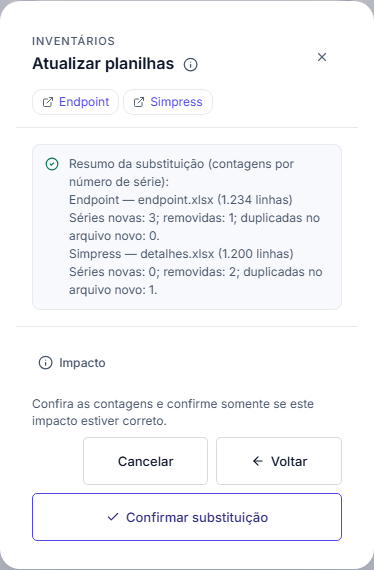 INVENTÁRIOS
Atualizar planilhas
Endpoint
Simpress
Resumo da substituição (contagens por
número de série):
Endpoint — endpoint.xlsx (1.234 linhas)
Séries novas: 3; removidas: 1; duplicadas no
arquivo novo: 0.
Simpress — detalhes.xlsx (1.200 linhas)
Séries novas: 0; removidas: 2; duplicadas no
arquivo novo: 1.
Impacto
Confira as contagens e confirme somente se este
impacto estiver correto.
Cancelar
Voltar
Confirmar substituição